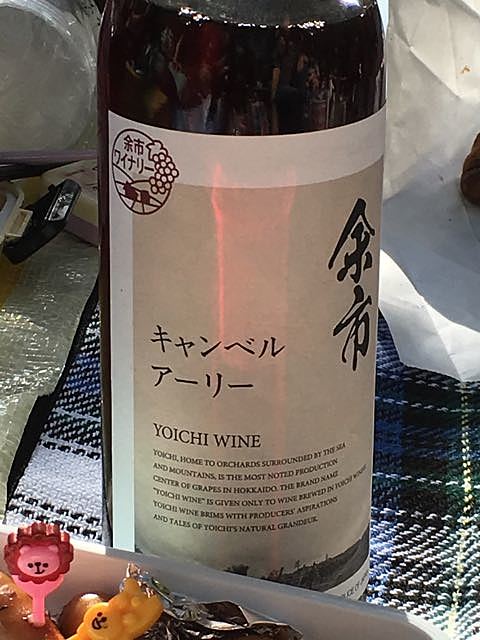 余市
ワイナリー
余市
キャンベル
アーリー
YOICHI WINE
YOICHI, HOME TO ORCHARDS SURROUNDED BY THE SEA
AND MOUNTAINS, IS THE MOST NOTED PRODUCTION
CENTER OF GRAPES IN HOKKAIDO. THE BRAND NAME
"YOICHI WINE" IS GIVEN ONLY TO WINE BREWED IN YOICHI WINERY.
YOICHI WINE BRIMS WITH PRODUCERS' ASPIRATIONS
AND TALES OF YOICHI'S NATURAL GRANDEUR.